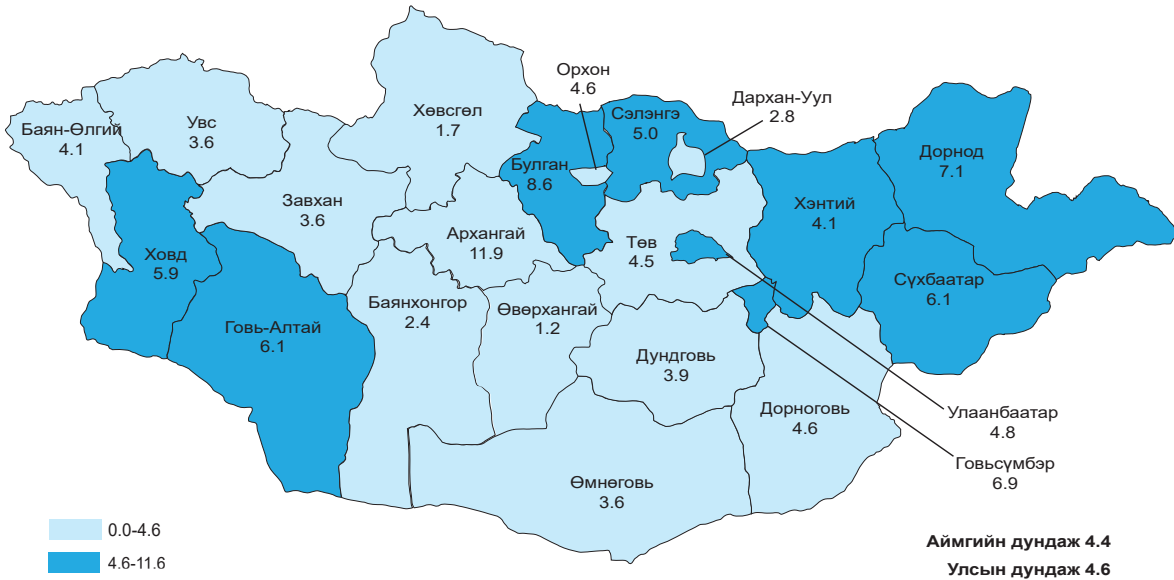 Орхон
4.6
Дархан-Уул
2.8
Хөвсгөл
1.7
Сэлэнгэ
5.0
Баян-Өлгий
4.1
Увс
3.6
Булган
8.6
Дорнод
7.1
Завхан
3.6
Хэнтий
4.1
Архангай
11.9
Төв
4.5
Ховд
5.9
Сүхбаатар
6.1
Баянхонгор
2.4
Өвөрхангай
1.2
Говь-Алтай
6.1
Дундговь
3.9
Дорноговь
4.6
Улаанбаатар
4.8
Говьсүмбэр
6.9
Өмнөговь
3.6
0.0-4.6
4.6-11.6
Аймгийн дундаж 4.4
Улсын дундаж 4.6